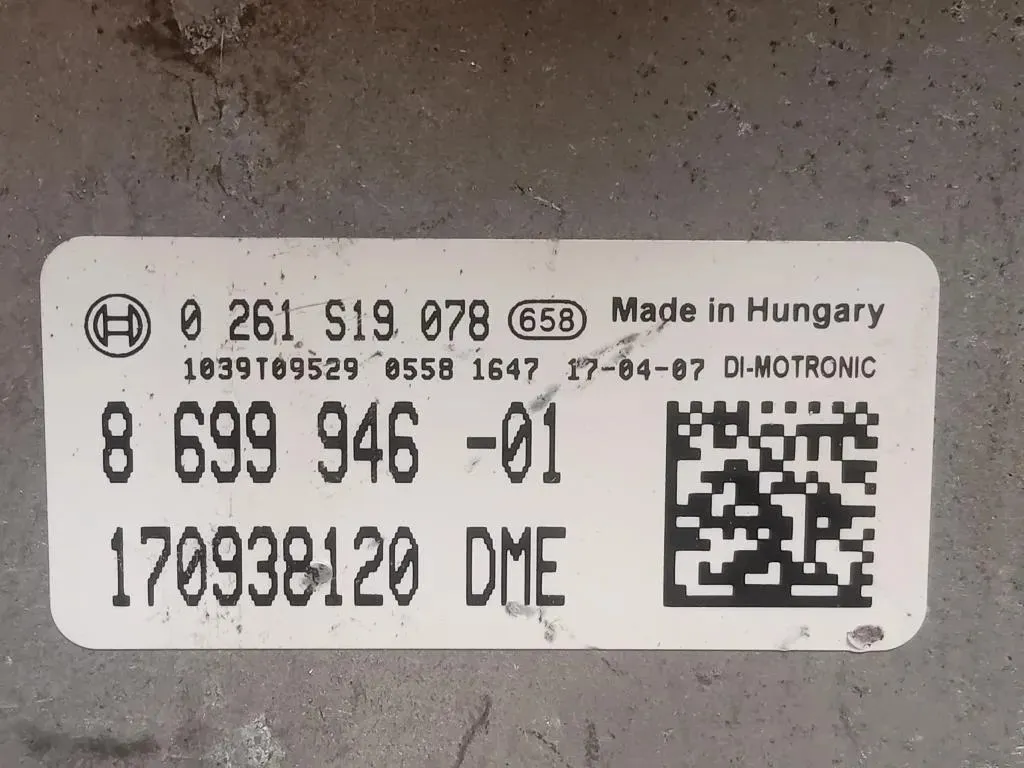 0 261 S19 078 658 Made in Hungary
1039T09529 0558 1647 17-04-07 DI-MOTRONIC
8 699 946 -01
170938120 DME